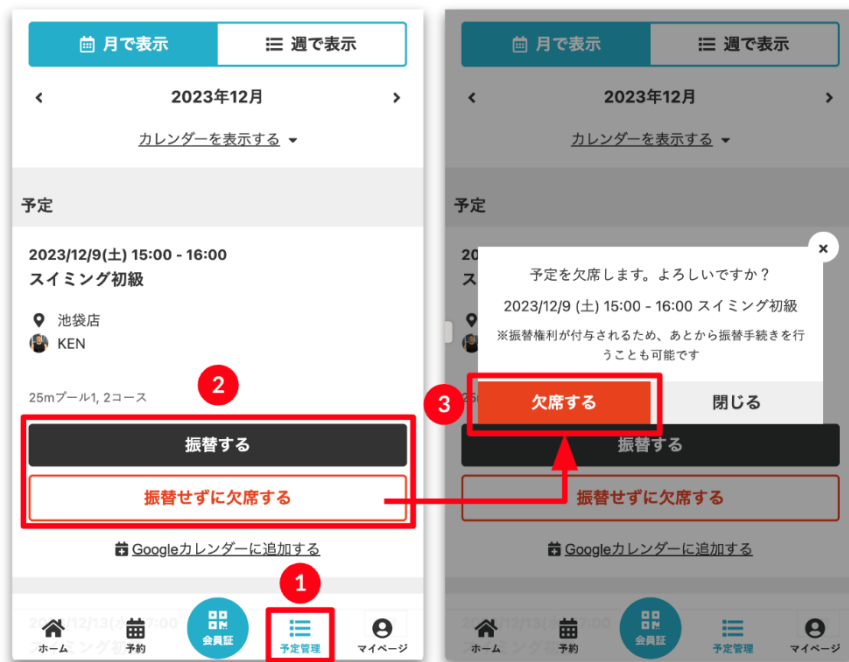 月で表示
週で表示
2023年12月
カレンダーを表示する
予定
2023/12/9(土) 15:00 - 16:00
スイミング初級
池袋店
KEN
2
25mプール1, 2コース
振替する
振替せずに欠席する
Googleカレンダーに追加する
1
ホーム
予約
会員証
予定管理
マイページ
月で表示
週で表示
2023年12月
カレンダーを表示する
予定
予定を欠席します。よろしいですか？
2023/12/9 (土) 15:00 - 16:00 スイミング初級
※振替権利が付与されるため、あとから振替手続きを行
うことも可能です
3
欠席する
閉じる
振替する
振替せずに欠席する
Googleカレンダーに追加する
ホーム
予約
会員証
予定管理
マイページ